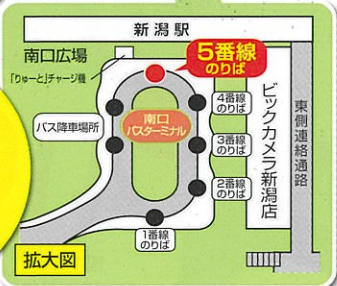 新潟駅
南口広場
「りゅーと」チャージ機
5番線
のりば
4番線
のりば
バス降車場所
南口
バスターミナル
3番線
のりば
2番線
のりば
1番線
のりば
ビックカメラ新潟店
東側連絡通路
拡大図